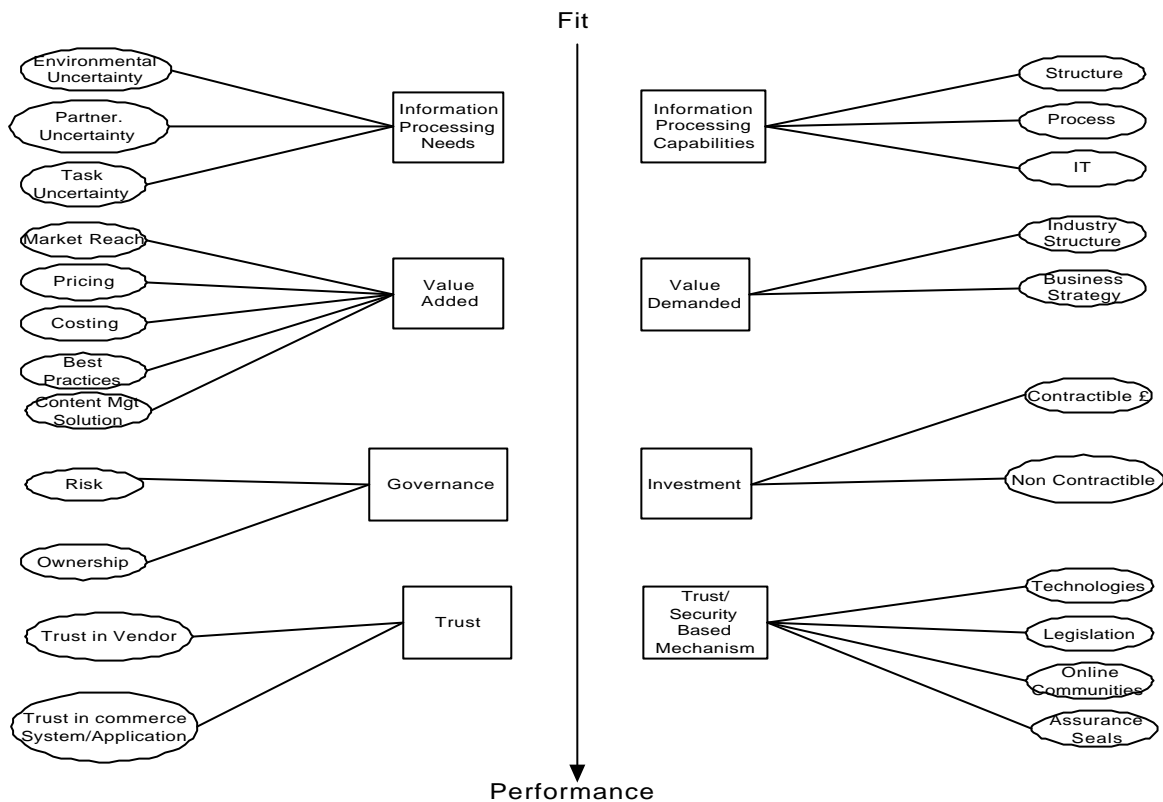 Fit
Environmental
Uncertainty
Partner.
Uncertainty
Task
Uncertainty
Information
Processing
Needs
Information
Processing
Capabilities
Structure
Process
IT
Market Reach
Pricing
Costing
Best
Practices
Content Mgt
Solution
Value
Added
Value
Demanded
Industry
Structure
Business
Strategy
Risk
Ownership
Governance
Investment
Contractible £
Non Contractible
Trust in Vendor
Trust in commerce
System/Application
Trust
Trust/
Security
Based
Mechanism
Technologies
Legislation
Online
Communities
Assurance
Seals
Performance